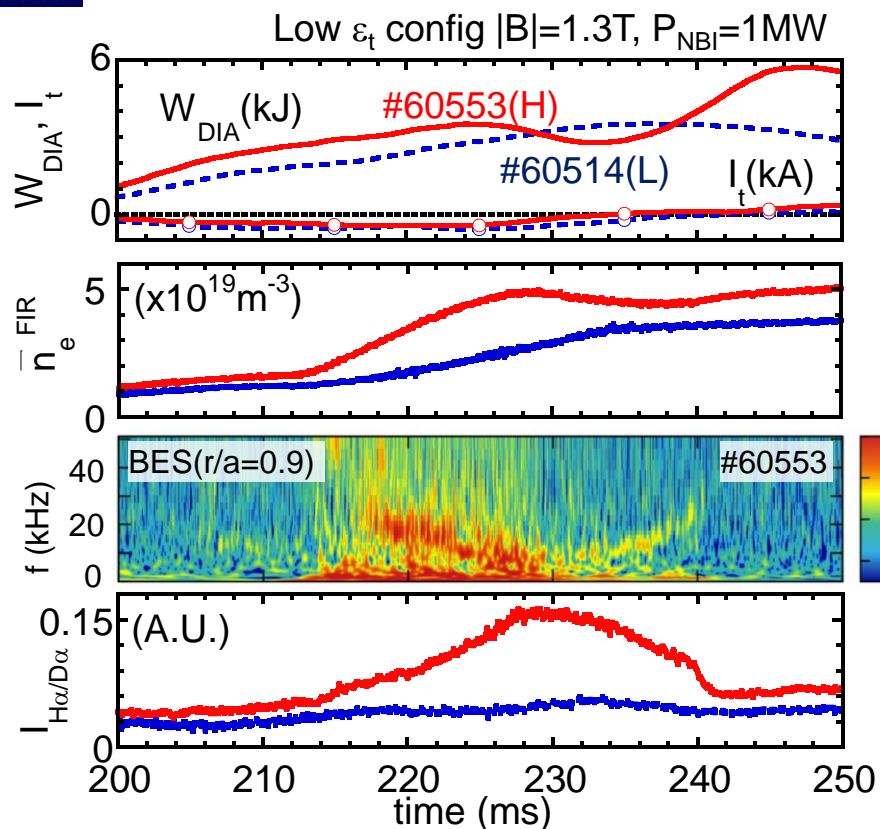 Low εt config |B|=1.3T, PNBI=1MW
6
WDIA(kJ)
#60553(H)
#60514(L)
It(kA)
0
WDIA, It
5
(x10^19m^-3)
0
n̄e^FIR
40
BES(r/a=0.9)
#60553
20
0
f (kHz)
0.15
(A.U.)
0
IHα/Dα
200 210 220 230 240 250
time (ms)